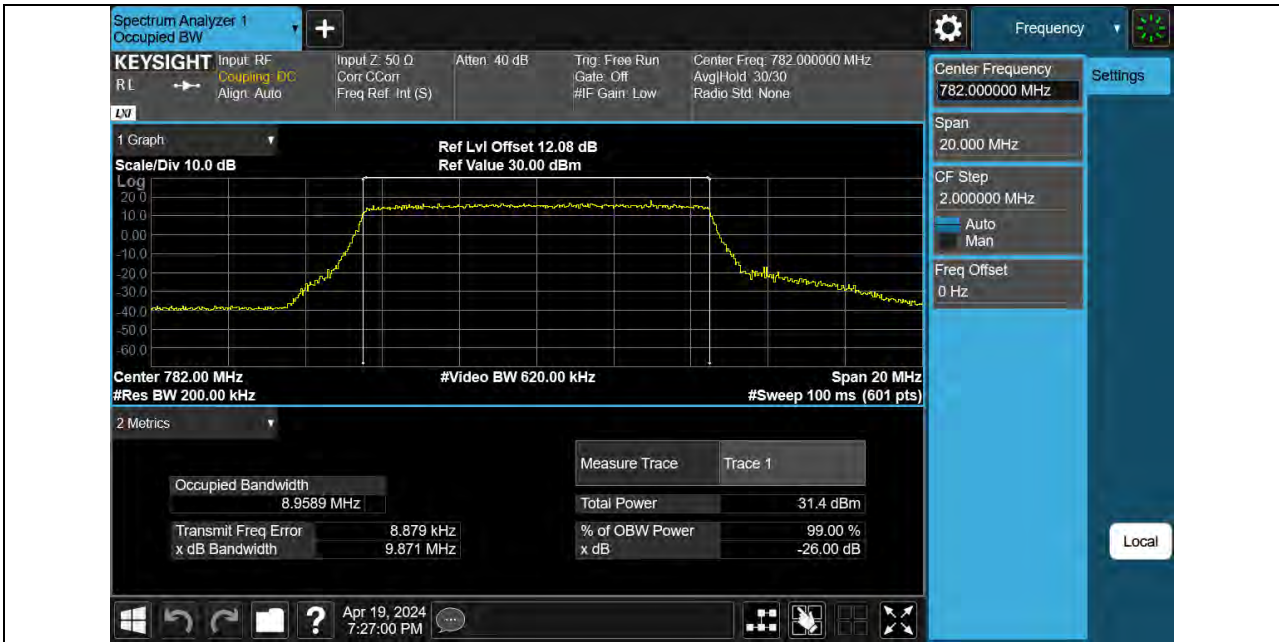 Spectrum Analyzer 1
Occupied BW
Frequency
KEYSIGHT
RL
LXI
Input: RF
Coupling: DC
Align: Auto
Input Z: 50 Ω
Corr CCorr
Freq Ref: Int (S)
Atten: 40 dB
Trig: Free Run
Gate: Off
#IF Gain: Low
Center Freq: 782.000000 MHz
Avg|Hold: 30/30
Radio Std: None
1 Graph
Scale/Div 10.0 dB
Ref Lvl Offset 12.08 dB
Ref Value 30.00 dBm
Log
20.0
10.0
0.00
-10.0
-20.0
-30.0
-40.0
-50.0
-60.0
Center 782.00 MHz
#Video BW 620.00 kHz
Span 20 MHz
#Res BW 200.00 kHz
#Sweep 100 ms (601 pts)
2 Metrics
Measure Trace Trace 1
Occupied Bandwidth
8.9589 MHz
Total Power 31.4 dBm
Transmit Freq Error 8.879 kHz
% of OBW Power 99.00 %
x dB Bandwidth 9.871 MHz
x dB -26.00 dB
Center Frequency
782.000000 MHz
Settings
Span
20.000 MHz
CF Step
2.000000 MHz
Auto
Man
Freq Offset
0 Hz
Local
?
Apr 19, 2024
7:27:00 PM